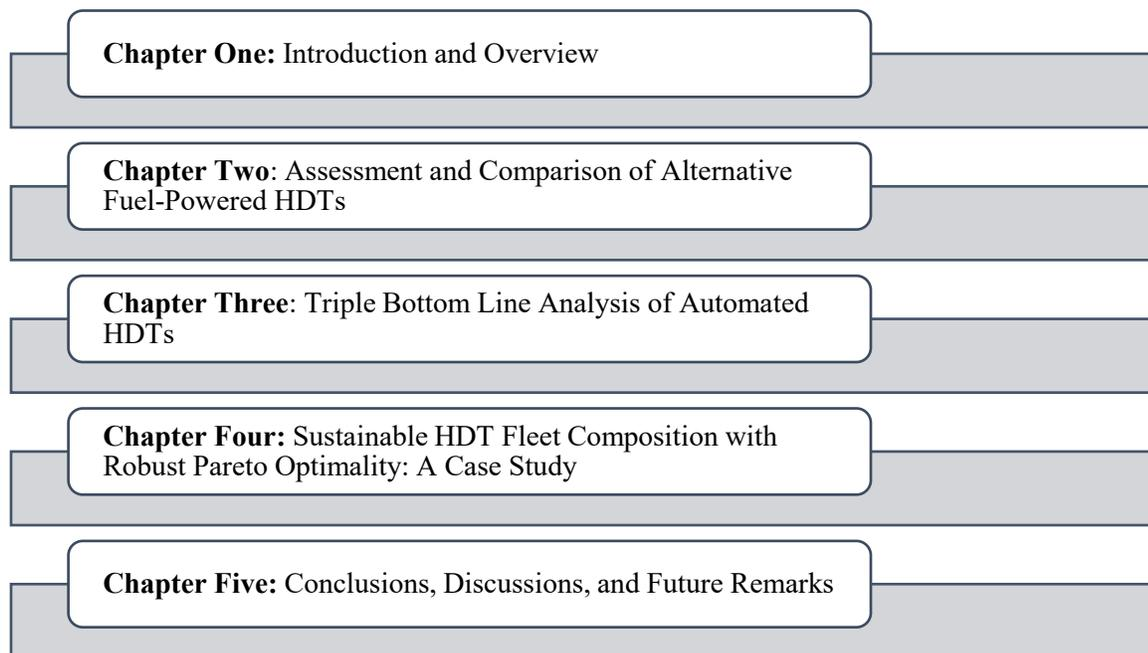 Chapter One: Introduction and Overview
Chapter Two: Assessment and Comparison of Alternative
Fuel-Powered HDTs
Chapter Three: Triple Bottom Line Analysis of Automated
HDTs
Chapter Four: Sustainable HDT Fleet Composition with
Robust Pareto Optimality: A Case Study
Chapter Five: Conclusions, Discussions, and Future Remarks